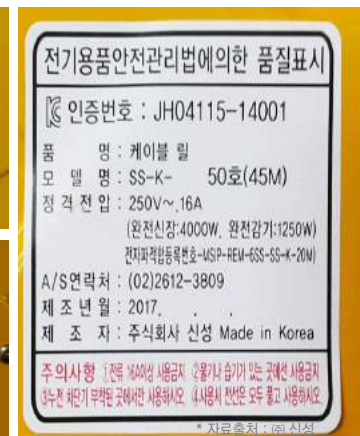 전기용품안전관리법에의한 품질표시
인증번호 : JH04115-14001
품 명 : 케이블 릴
모 델 명 : SS-K- 50호(45M)
정 격 전 압 : 250V~,16A
(완전신장:4000W, 완전감기:1250W)
전자파적합등록번호-MSIP-REM-6SS-SS-K-20M)
A/S연락처 : (02)2612-3809
제 조 년 월 : 2017. . .
제 조 자 : 주식회사 신성 Made in Korea
주의사항 ①전류 16A이상 사용금지 ②물기나 습기가 있는 곳에선 사용금지
③누전 차단기 부착된 곳에서만 사용하시오. ④사용시 전선은 모두 풀고 사용하시오.
* 자료출처 : ㈜ 신성